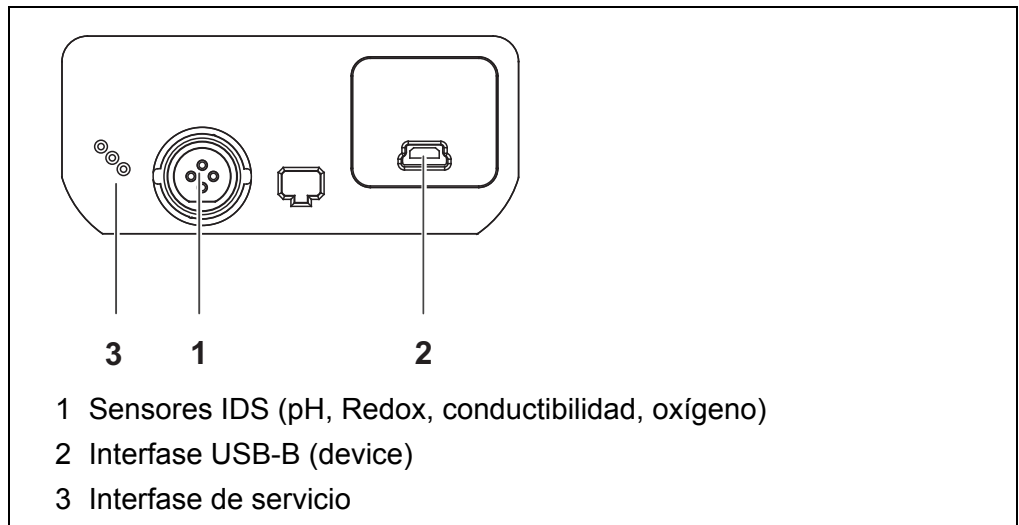 3 1 2
1 Sensores IDS (pH, Redox, conductibilidad, oxígeno)
2 Interfase USB-B (device)
3 Interfase de servicio